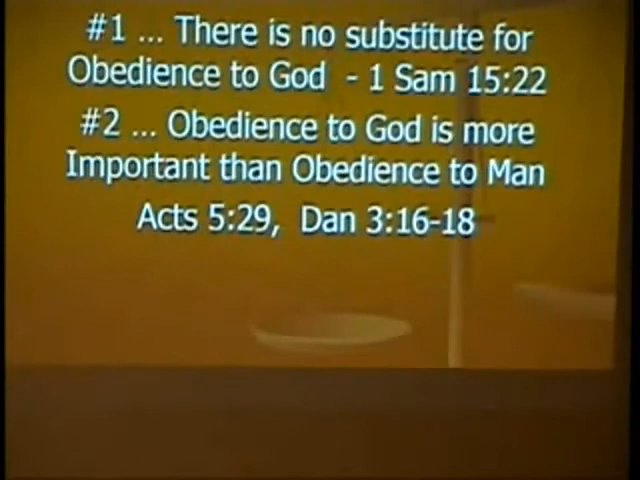 #1 ... There is no substitute for
Obedience to God - 1 Sam 15:22
#2 ... Obedience to God is more
Important than Obedience to Man
Acts 5:29, Dan 3:16-18